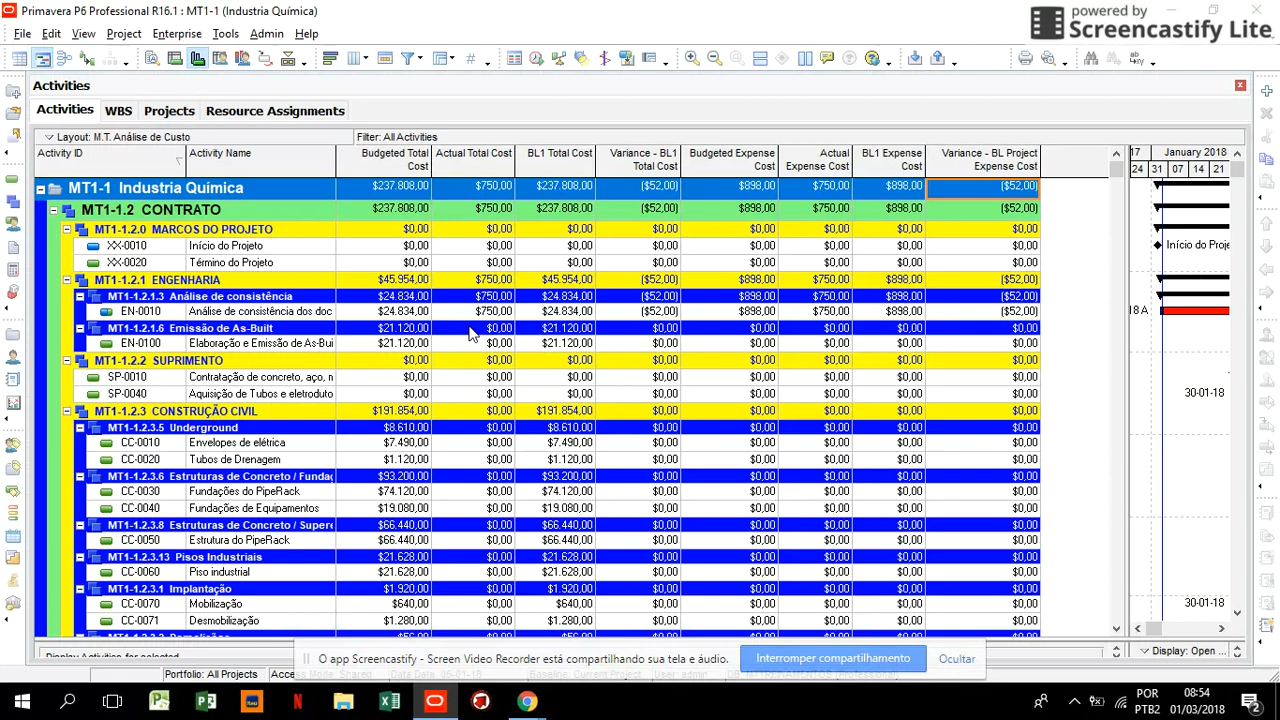 Primavera P6 Professional R16.1 : MT1-1 (Industria Química)
powered by
Screencastify Lite
File Edit View Project Enterprise Tools Admin Help
Activities
Activities WBS Projects Resource Assignments
Layout: M.T. Análise de Custo Filter: All Activities
Activity ID Activity Name Budgeted Total Cost Actual Total Cost BL1 Total Cost Variance - BL1 Total Cost Budgeted Expense Cost Actual Expense Cost BL1 Expense Cost Variance - BL Project Expense Cost 17 January 2018
24 31 07 14 21
MT1-1 Industria Química $237.808,00 $750,00 $237.808,00 ($52,00) $898,00 $750,00 $898,00 ($52,00)
MT1-1.2 CONTRATO $237.808,00 $750,00 $237.808,00 ($52,00) $898,00 $750,00 $898,00 ($52,00)
MT1-1.2.0 MARCOS DO PROJETO $0,00 $0,00 $0,00 $0,00 $0,00 $0,00 $0,00 $0,00
XX-0010 Início do Projeto $0,00 $0,00 $0,00 $0,00 $0,00 $0,00 $0,00 $0,00 Início do Proje
XX-0020 Término do Projeto $0,00 $0,00 $0,00 $0,00 $0,00 $0,00 $0,00 $0,00
MT1-1.2.1 ENGENHARIA $45.954,00 $750,00 $45.954,00 ($52,00) $898,00 $750,00 $898,00 ($52,00)
MT1-1.2.1.3 Análise de consistência $24.834,00 $750,00 $24.834,00 ($52,00) $898,00 $750,00 $898,00 ($52,00)
EN-0010 Análise de consistência dos doc $24.834,00 $750,00 $24.834,00 ($52,00) $898,00 $750,00 $898,00 ($52,00) 18 A
MT1-1.2.1.6 Emissão de As-Built $21.120,00 $0,00 $21.120,00 $0,00 $0,00 $0,00 $0,00 $0,00
EN-0100 Elaboração e Emissão de As-Bui $21.120,00 $0,00 $21.120,00 $0,00 $0,00 $0,00 $0,00 $0,00
MT1-1.2.2 SUPRIMENTO $0,00 $0,00 $0,00 $0,00 $0,00 $0,00 $0,00 $0,00
SP-0010 Contratação de concreto, aço, m $0,00 $0,00 $0,00 $0,00 $0,00 $0,00 $0,00 $0,00
SP-0040 Aquisição de Tubos e eletroduto $0,00 $0,00 $0,00 $0,00 $0,00 $0,00 $0,00 $0,00 30-01-18
MT1-1.2.3 CONSTRUÇÃO CIVIL $191.854,00 $0,00 $191.854,00 $0,00 $0,00 $0,00 $0,00 $0,00
MT1-1.2.3.5 Underground $8.610,00 $0,00 $8.610,00 $0,00 $0,00 $0,00 $0,00 $0,00
CC-0010 Envelopes de elétrica $7.490,00 $0,00 $7.490,00 $0,00 $0,00 $0,00 $0,00 $0,00
CC-0020 Tubos de Drenagem $1.120,00 $0,00 $1.120,00 $0,00 $0,00 $0,00 $0,00 $0,00
MT1-1.2.3.6 Estruturas de Concreto / Fundaç $93.200,00 $0,00 $93.200,00 $0,00 $0,00 $0,00 $0,00 $0,00
CC-0030 Fundações do PipeRack $74.120,00 $0,00 $74.120,00 $0,00 $0,00 $0,00 $0,00 $0,00
CC-0040 Fundações de Equipamentos $19.080,00 $0,00 $19.080,00 $0,00 $0,00 $0,00 $0,00 $0,00
MT1-1.2.3.8 Estruturas de Concreto / Supere $66.440,00 $0,00 $66.440,00 $0,00 $0,00 $0,00 $0,00 $0,00
CC-0050 Estrutura do PipeRack $66.440,00 $0,00 $66.440,00 $0,00 $0,00 $0,00 $0,00 $0,00
MT1-1.2.3.13 Pisos Industriais $21.628,00 $0,00 $21.628,00 $0,00 $0,00 $0,00 $0,00 $0,00
CC-0060 Piso industrial $21.628,00 $0,00 $21.628,00 $0,00 $0,00 $0,00 $0,00 $0,00
MT1-1.2.3.1 Implantação $1.920,00 $0,00 $1.920,00 $0,00 $0,00 $0,00 $0,00 $0,00
CC-0070 Mobilização $640,00 $0,00 $640,00 $0,00 $0,00 $0,00 $0,00 $0,00 30-01-18
CC-0071 Desmobilização $1.280,00 $0,00 $1.280,00 $0,00 $0,00 $0,00 $0,00 $0,00
Display Activities for selected Display: Open ...
O app Screencastify - Screen Video Recorder está compartilhando sua tela e áudio. Interromper compartilhamento Ocultar
Portfolio: All Projects
POR 08:54
PTB2 01/03/2018 2